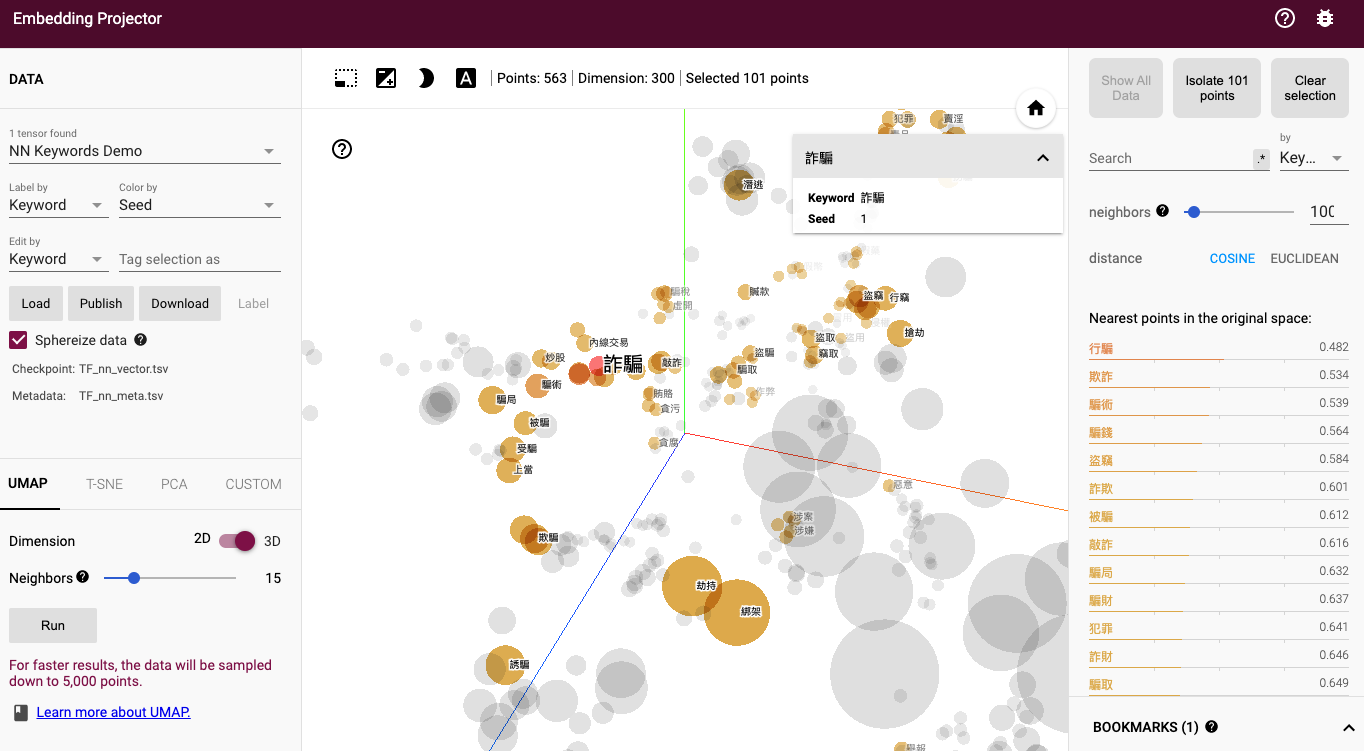 Embedding Projector
DATA
1 tensor found
NN Keywords Demo
Label by
Color by
Keyword
Seed
Edit by
Keyword
Tag selection as
Load
Publish
Download
Label
Sphereize data
Checkpoint: TF_nn_vector.tsv
Metadata: TF_nn_meta.tsv
UMAP
T-SNE
PCA
CUSTOM
Dimension
2D
3D
Neighbors
15
Run
For faster results, the data will be sampled
down to 5,000 points.
Learn more about UMAP.
A
Points: 563
Dimension: 300
Selected 101 points
犯罪
賣淫
潛逃
詐騙
Keyword 詐騙
Seed 1
騙稅
虛開
贓款
盜竊
行竊
搶劫
盜取
盜用
竊取
盜騙
騙取
詐弊
內線交易
炒股
詐騙
敲詐
騙術
騙局
賄賂
貪污
被騙
受騙
貪腐
上當
惡意
涉案
涉嫌
欺騙
劫持
綁架
誘騙
舉報
Show All
Data
Isolate 101
points
Clear
selection
Search
.*
by
Key...
neighbors
100
distance
COSINE
EUCLIDEAN
Nearest points in the original space:
行騙 0.482
欺詐 0.534
騙術 0.539
騙錢 0.564
盜竊 0.584
詐欺 0.601
被騙 0.612
敲詐 0.616
騙局 0.632
騙財 0.637
犯罪 0.641
詐財 0.646
騙取 0.649
BOOKMARKS (1)